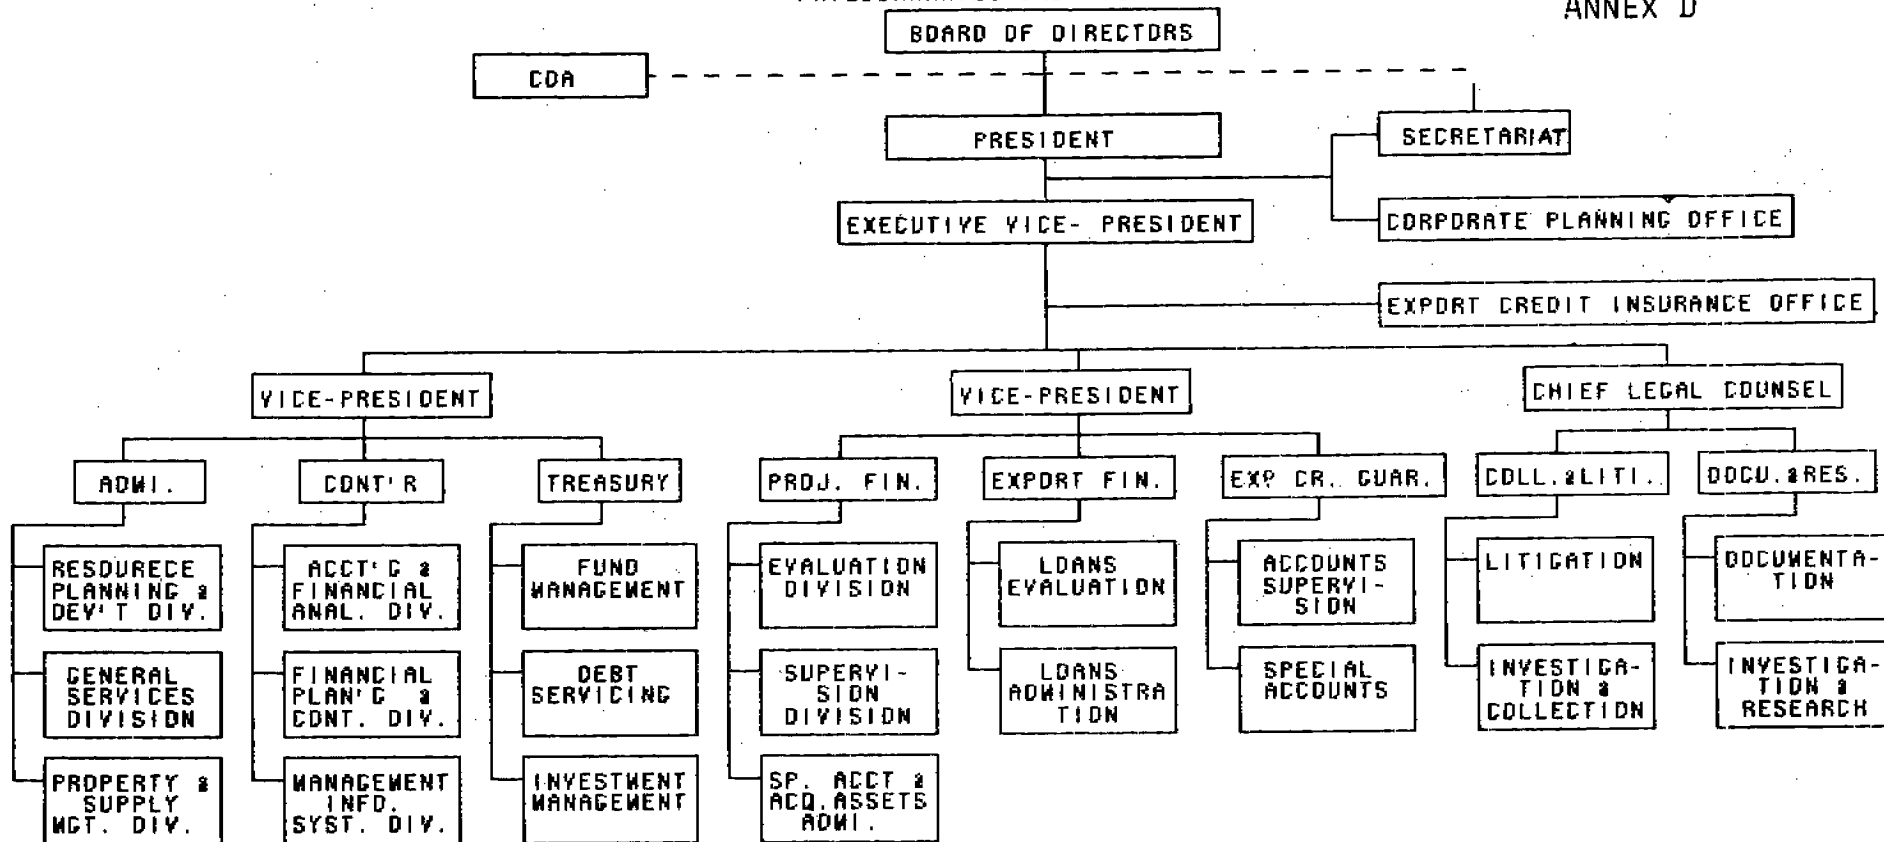 ANNEX D
BOARD OF DIRECTORS
COA
PRESIDENT
SECRETARIAT
EXECUTIVE VICE- PRESIDENT
CORPORATE PLANNING OFFICE
EXPORT CREDIT INSURANCE OFFICE
VICE-PRESIDENT
VICE-PRESIDENT
CHIEF LEGAL COUNSEL
ADMI.
CONT'R
TREASURY
PROJ. FIN.
EXPORT FIN.
EXP CR. GUAR.
COLL.&LITI.
DOCU.&RES.
RESOURECE
PLANNING &
DEV'T DIV.
GENERAL
SERVICES
DIVISION
PROPERTY &
SUPPLY
MGT. DIV.
ACCT'G &
FINANCIAL
ANAL. DIV.
FINANCIAL
PLAN'G &
CONT. DIV.
MANAGEMENT
INFO.
SYST. DIV.
FUND
MANAGEMENT
DEBT
SERVICING
INVESTMENT
MANAGEMENT
EVALUATION
DIVISION
SUPERVI-
SION
DIVISION
SP. ACCT &
ACQ.ASSETS
ADMI.
LOANS
EVALUATION
LOANS
ADMINISTRA
TION
ACCOUNTS
SUPERVI-
SION
SPECIAL
ACCOUNTS
LITIGATION
INVESTIGA-
TION &
COLLECTION
DOCUMENTA-
TION
INVESTIGA-
TION &
RESEARCH